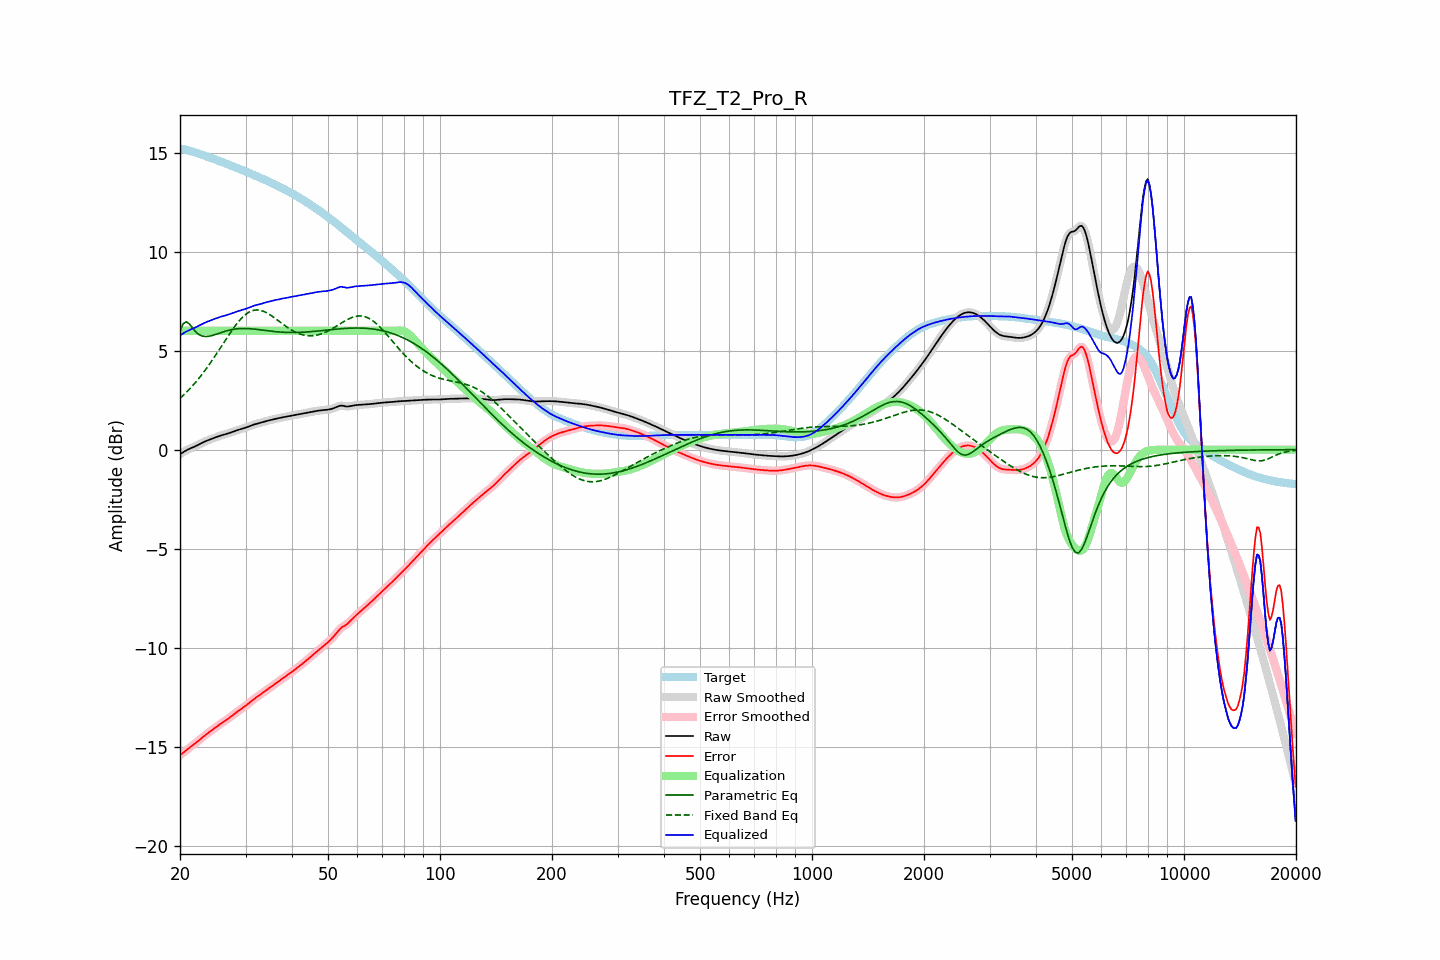 TFZ_T2_Pro_R
Amplitude (dBr)
15
10
5
0
−5
−10
−15
−20
Target
Raw Smoothed
Error Smoothed
Raw
Error
Equalization
Parametric Eq
Fixed Band Eq
Equalized
20 50 100 200 500 1000 2000 5000 10000 20000
Frequency (Hz)